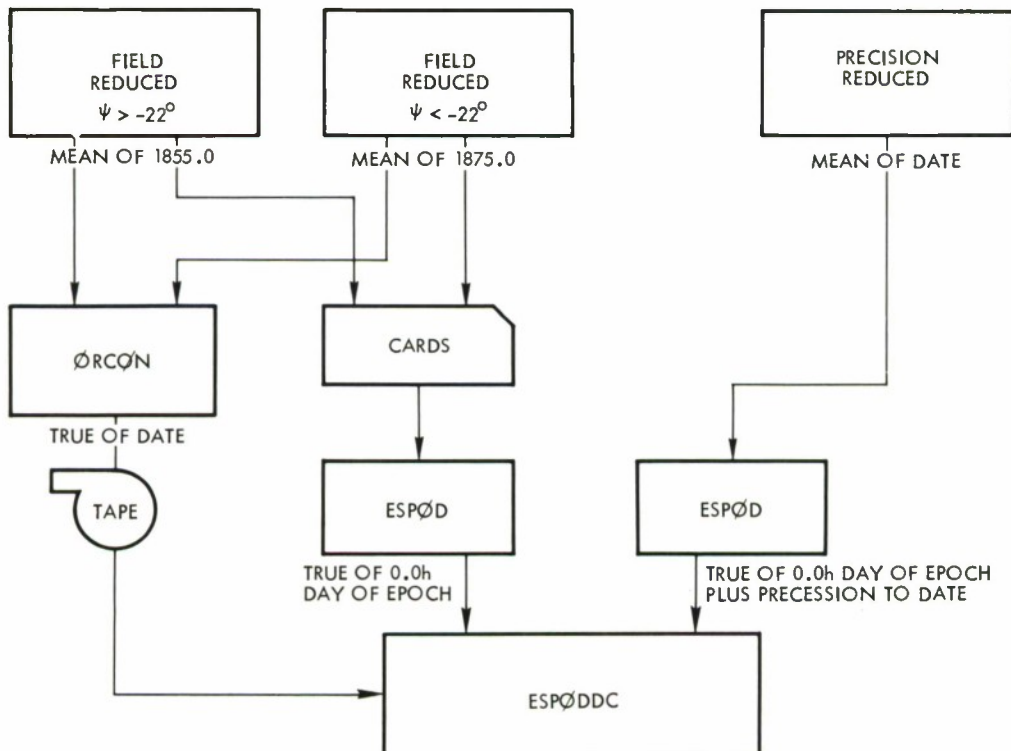 FIELD
REDUCED
ψ > -22°
FIELD
REDUCED
ψ < -22°
PRECISION
REDUCED
MEAN OF 1855.0
MEAN OF 1875.0
MEAN OF DATE
ØRCØN
CARDS
TRUE OF DATE
TAPE
ESPØD
ESPØD
TRUE OF 0.0h
DAY OF EPOCH
TRUE OF 0.0h DAY OF EPOCH
PLUS PRECESSION TO DATE
ESPØDDC